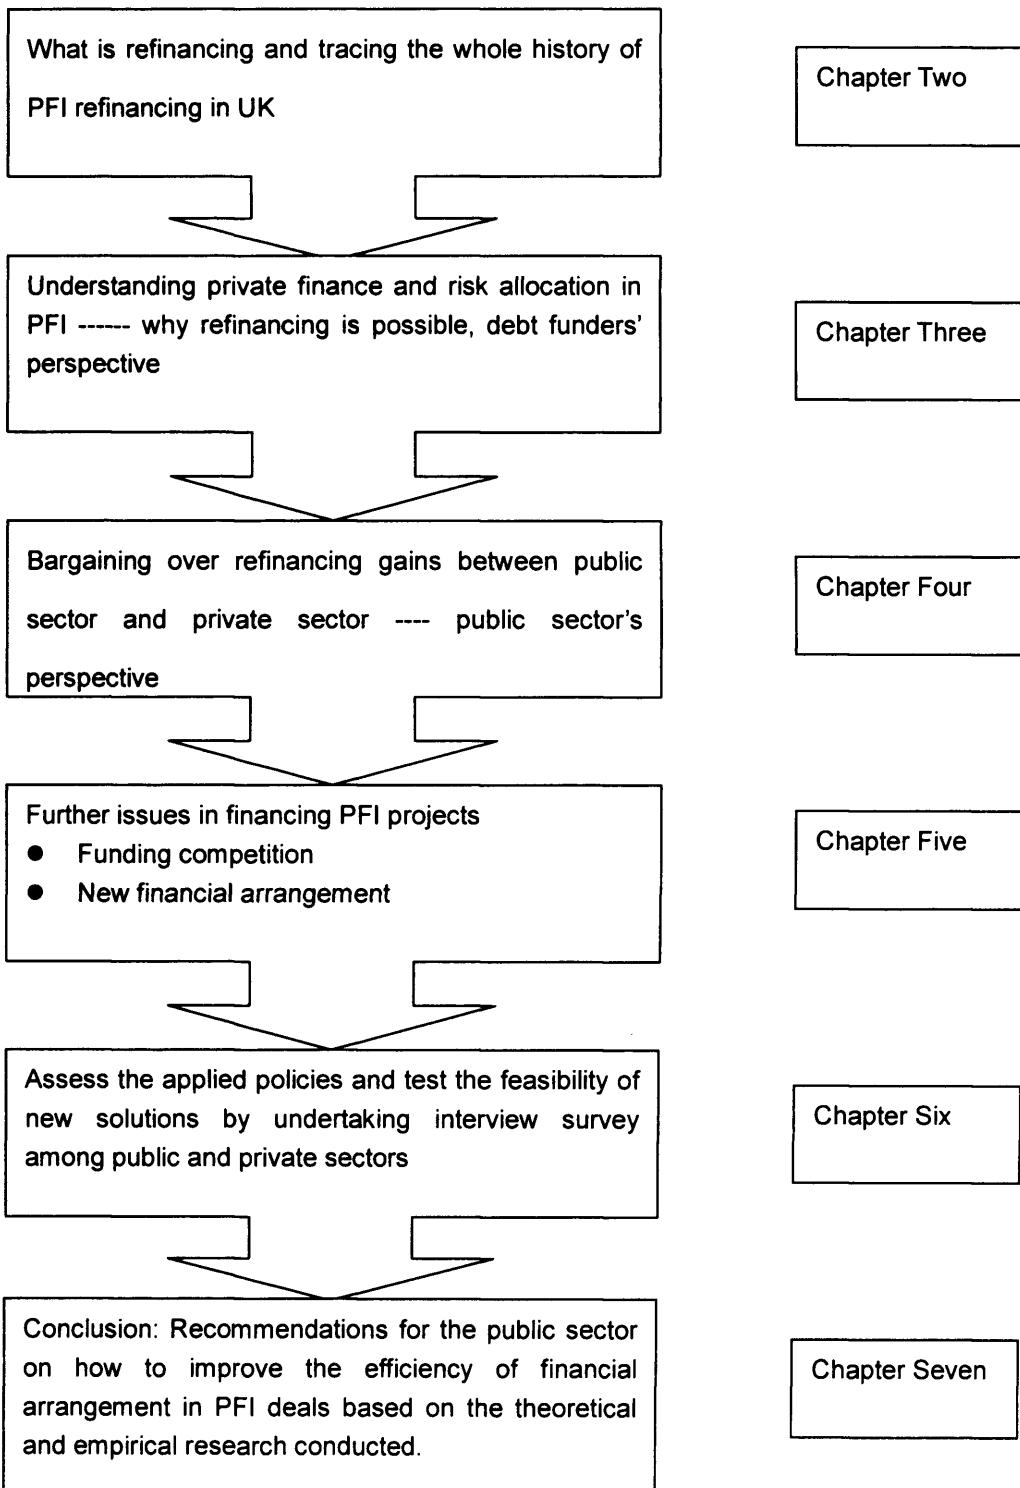 What is refinancing and tracing the whole history of
PFI refinancing in UK
Chapter Two
Understanding private finance and risk allocation in
PFI ------ why refinancing is possible, debt funders'
perspective
Chapter Three
Bargaining over refinancing gains between public
sector and private sector ---- public sector's
perspective
Chapter Four
Further issues in financing PFI projects
● Funding competition
● New financial arrangement
Chapter Five
Assess the applied policies and test the feasibility of
new solutions by undertaking interview survey
among public and private sectors
Chapter Six
Conclusion: Recommendations for the public sector
on how to improve the efficiency of financial
arrangement in PFI deals based on the theoretical
and empirical research conducted.
Chapter Seven